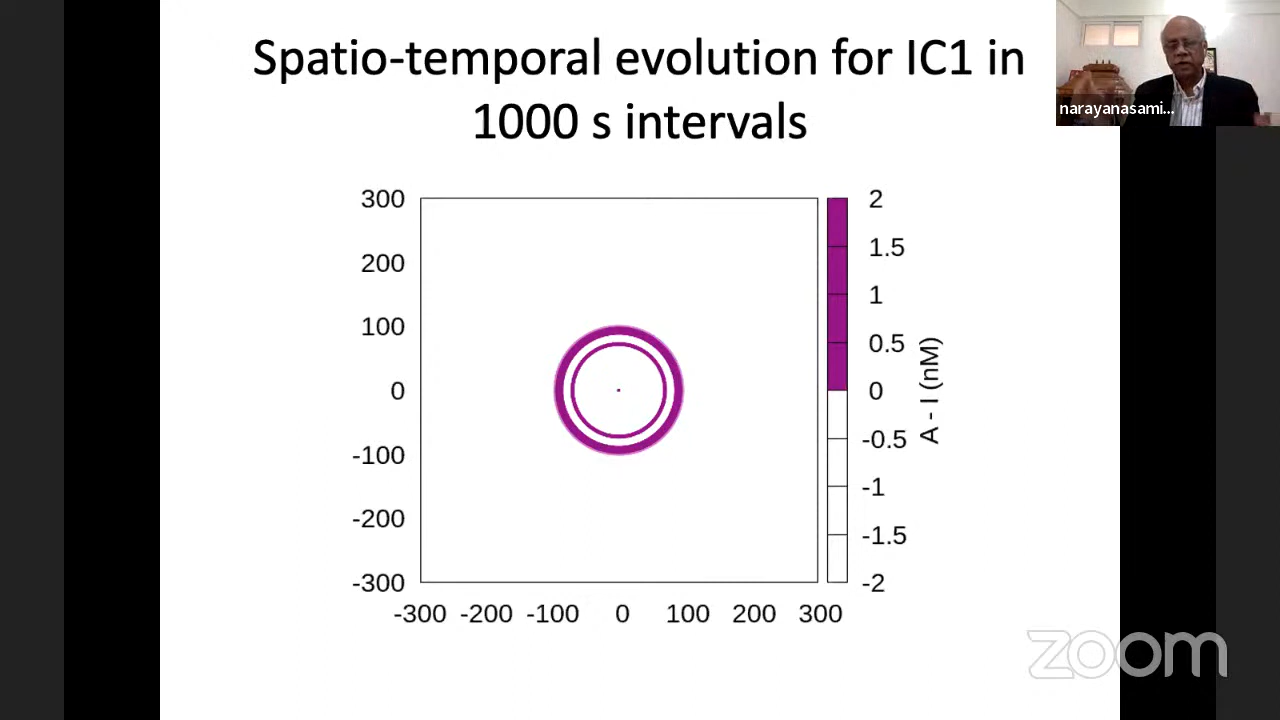 Spatio-temporal evolution for IC1 in
1000 s intervals
narayanasami...
300
200
100
0
-100
-200
-300
-300 -200 -100 0 100 200 300
2
1.5
1
0.5
0
-0.5
-1
-1.5
-2
A - I (nM)
zoom